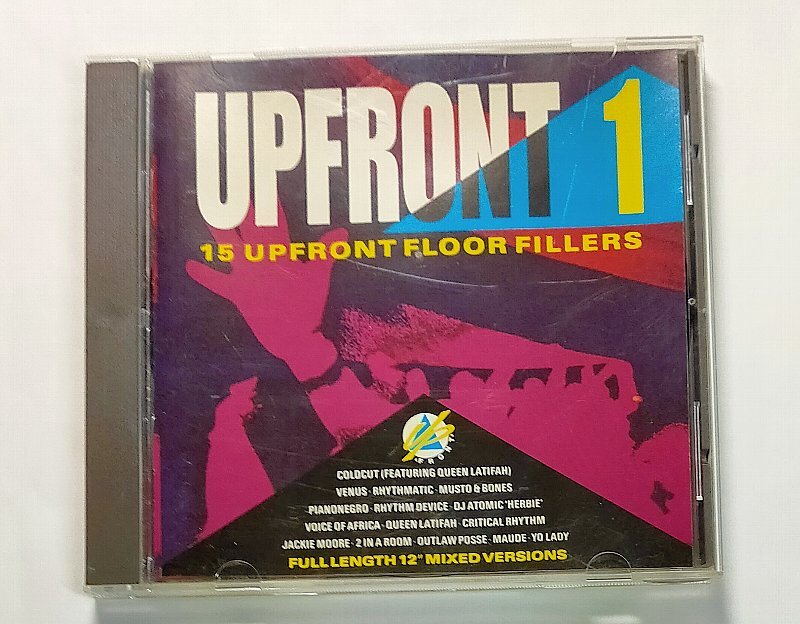 UPFRONT 1
15 UPFRONT FLOOR FILLERS
UP
FRONT
COLDCUT (FEATURING QUEEN LATIFAH)
VENUS · RHYTHMATIC · MUSTO & BONES
PIANONEGRO · RHYTHM DEVICE · DJ ATOMIC 'HERBIE'
VOICE OF AFRICA · QUEEN LATIFAH · CRITICAL RHYTHM
JACKIE MOORE · 2 IN A ROOM · OUTLAW POSSE · MAUDE · YO LADY
FULL LENGTH 12" MIXED VERSIONS